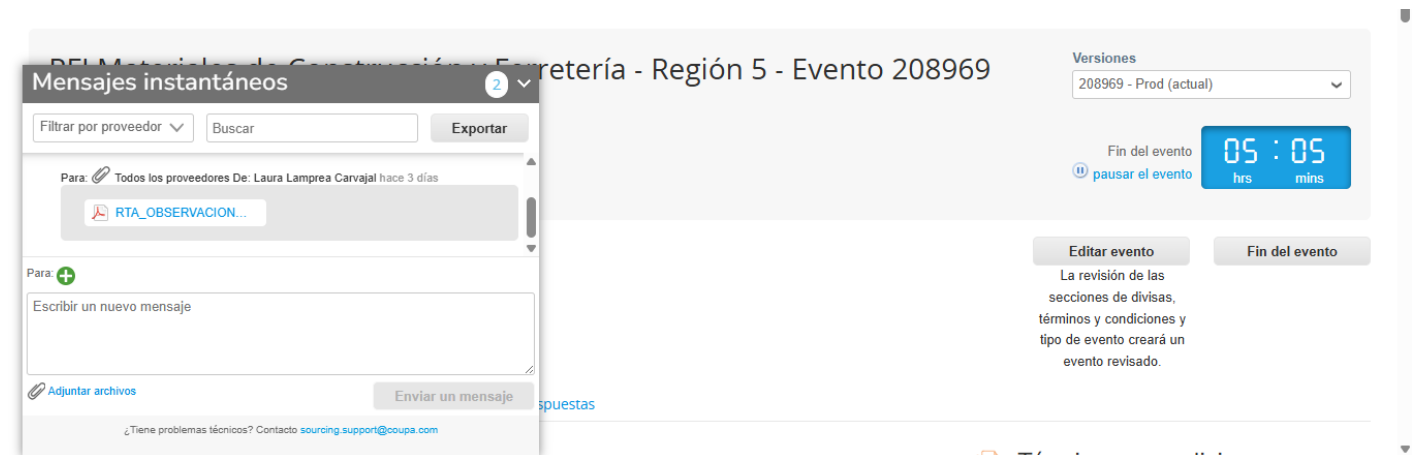 retería - Región 5 - Evento 208969
Versiones
208969 - Prod (actual)
Mensajes instantáneos
2
Filtrar por proveedor
Buscar
Exportar
Para: Todos los proveedores De: Laura Lamprea Carvajal hace 3 días
RTA_OBSERVACION...
Para:
Escribir un nuevo mensaje
Adjuntar archivos
Enviar un mensaje
¿Tiene problemas técnicos? Contacto sourcing.support@coupa.com
Fin del evento
pausar el evento
05 : 05
hrs mins
Editar evento
Fin del evento
La revisión de las
secciones de divisas,
términos y condiciones y
tipo de evento creará un
evento revisado.
spuestas